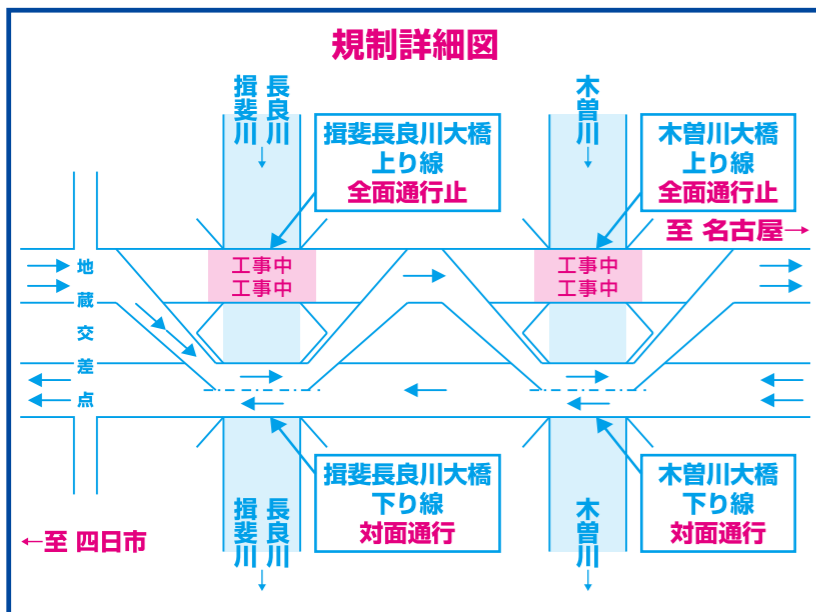 規制詳細図
揖斐川
長良川
木曽川
揖斐長良川大橋
上り線
全面通行止
木曽川大橋
上り線
全面通行止
至 名古屋
地蔵交差点
工事中
工事中
工事中
工事中
揖斐長良川大橋
下り線
対面通行
木曽川大橋
下り線
対面通行
揖斐川
長良川
木曽川
至 四日市